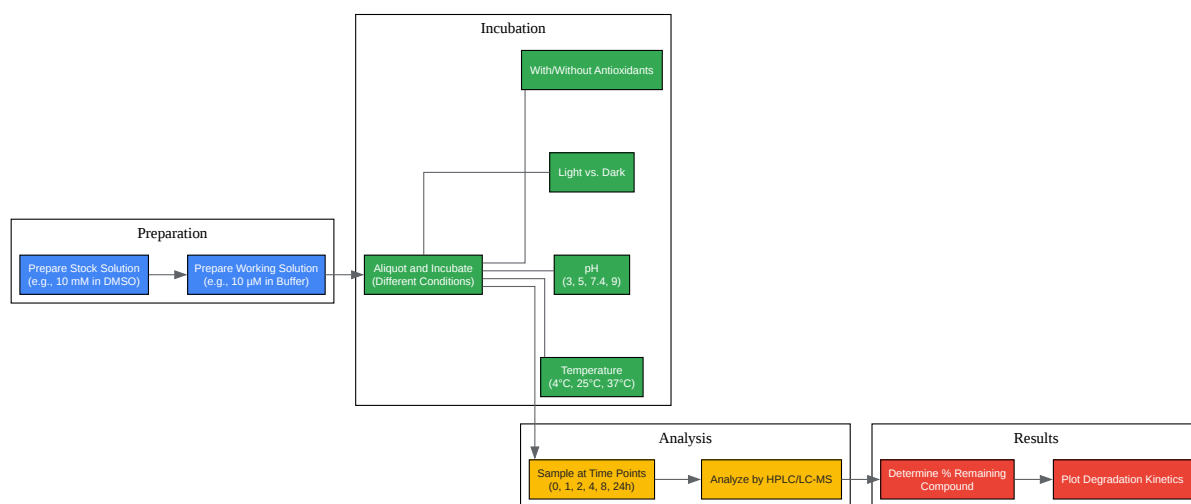 Incubation
With/Without Antioxidants
Light vs. Dark
Preparation
Prepare Stock Solution
(e.g., 10 mM in DMSO)
Prepare Working Solution
(e.g., 10 µM in Buffer)
Aliquot and Incubate
(Different Conditions)
pH
(3, 5, 7.4, 9)
Temperature
(4°C, 25°C, 37°C)
Analysis
Sample at Time Points
(0, 1, 2, 4, 8, 24h)
Analyze by HPLC/LC-MS
Results
Determine % Remaining
Compound
Plot Degradation Kinetics